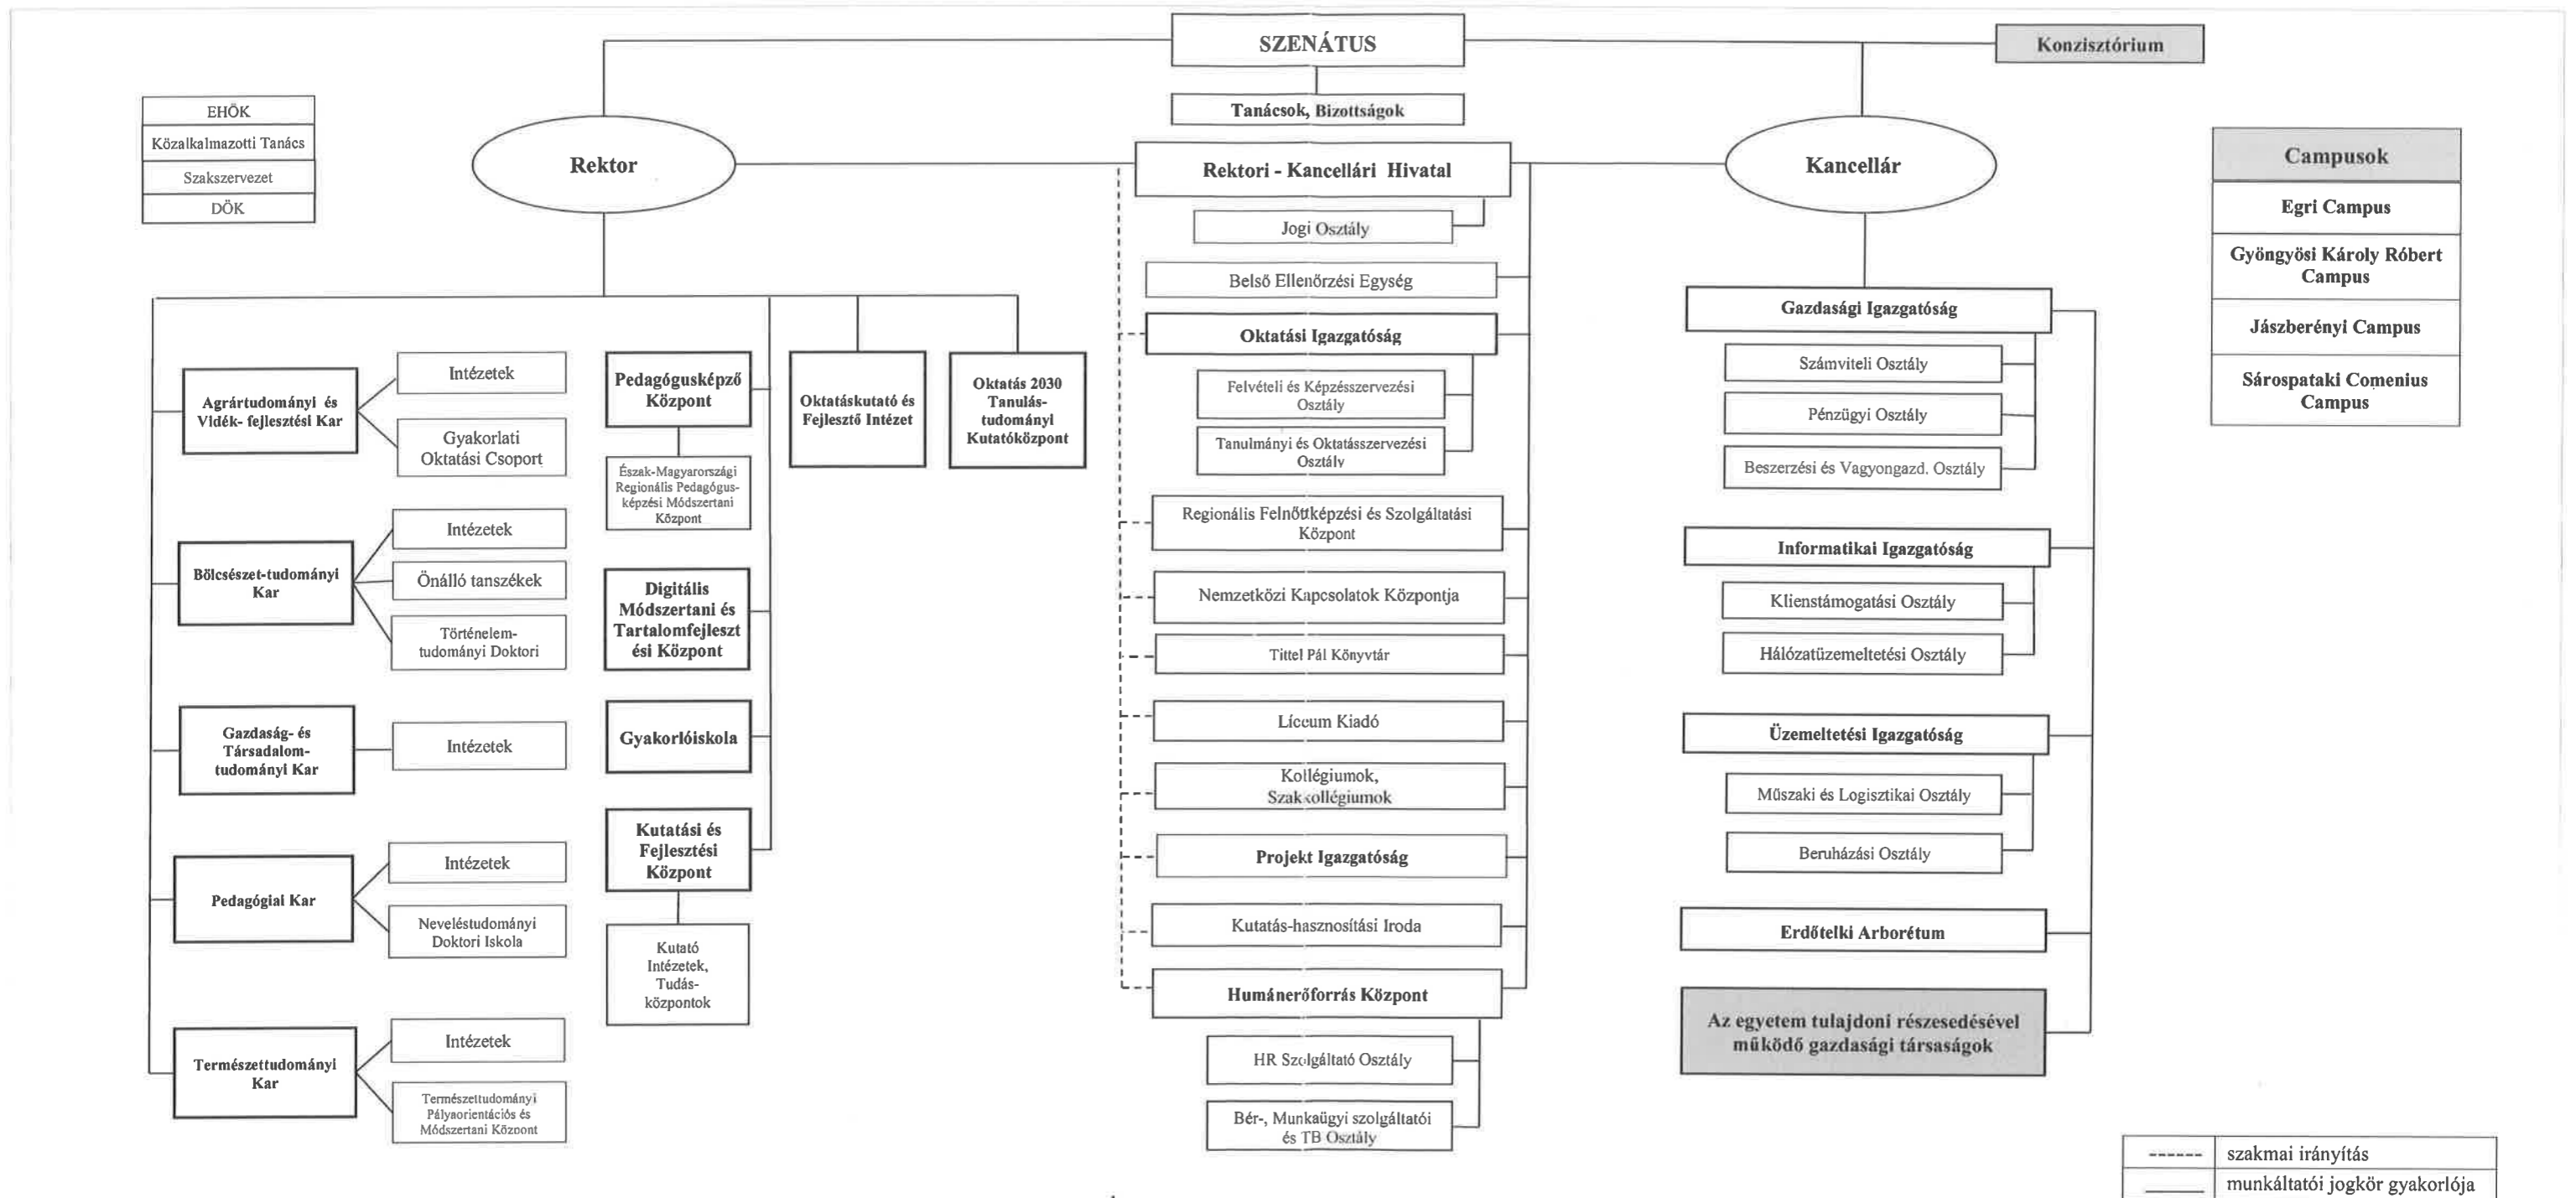 SZENÁTUS
Konzisztórium
Tanácsok, Bizottságok
EHÖK
Közalkalmazotti Tanács
Szakszervezet
DÖK
Rektor
Rektori - Kancellári Hivatal
Kancellár
Campusok
Egri Campus
Gyöngyösi Károly Róbert
Campus
Jászberényi Campus
Sárospataki Comenius
Campus
Agrártudományi és
Vidék- fejlesztési Kar
Intézetek
Gyakorlati
Oktatási Csoport
Bölcsészet-tudományi
Kar
Intézetek
Önálló tanszékek
Történelem-
tudományi Doktori
Gazdaság- és
Társadalom-
tudományi Kar
Intézetek
Pedagógiai Kar
Intézetek
Neveléstudományi
Doktori Iskola
Természettudományi
Kar
Intézetek
Természettudományi
Pályaorientációs és
Módszertani Központ
Pedagógusképző
Központ
Észak-Magyarországi
Regionális Pedagógus-
képzési Módszertani
Központ
Digitális
Módszertani és
Tartalomfejleszt
ési Központ
Gyakorlóiskola
Kutatási és
Fejlesztési
Központ
Kutató
Intézetek,
Tudás-
központok
Oktatáskutató és
Fejlesztő Intézet
Oktatás 2030
Tanulás-
tudományi
Kutatóközpont
Jogi Osztály
Belső Ellenőrzési Egység
Oktatási Igazgatóság
Felvételi és Képzésszervezési
Osztály
Tanulmányi és Oktatásszervezési
Osztály
Regionális Felnőttképzési és Szolgáltatási
Központ
Nemzetközi Kapcsolatok Központja
Tittel Pál Könyvtár
Líceum Kiadó
Kollégiumok,
Szakkollégiumok
Projekt Igazgatóság
Kutatás-hasznosítási Iroda
Humánerőforrás Központ
HR Szolgáltató Osztály
Bér-, Munkaügyi szolgáltatói
és TB Osztály
Gazdasági Igazgatóság
Számviteli Osztály
Pénzügyi Osztály
Beszerzési és Vagyongazd. Osztály
Informatikai Igazgatóság
Klienstámogatási Osztály
Hálózatüzemeltetési Osztály
Üzemeltetési Igazgatóság
Műszaki és Logisztikai Osztály
Beruházási Osztály
Erdőtelki Arborétum
Az egyetem tulajdoni részesedésével
működő gazdasági társaságok
szakmai irányítás
munkáltatói jogkör gyakorlója